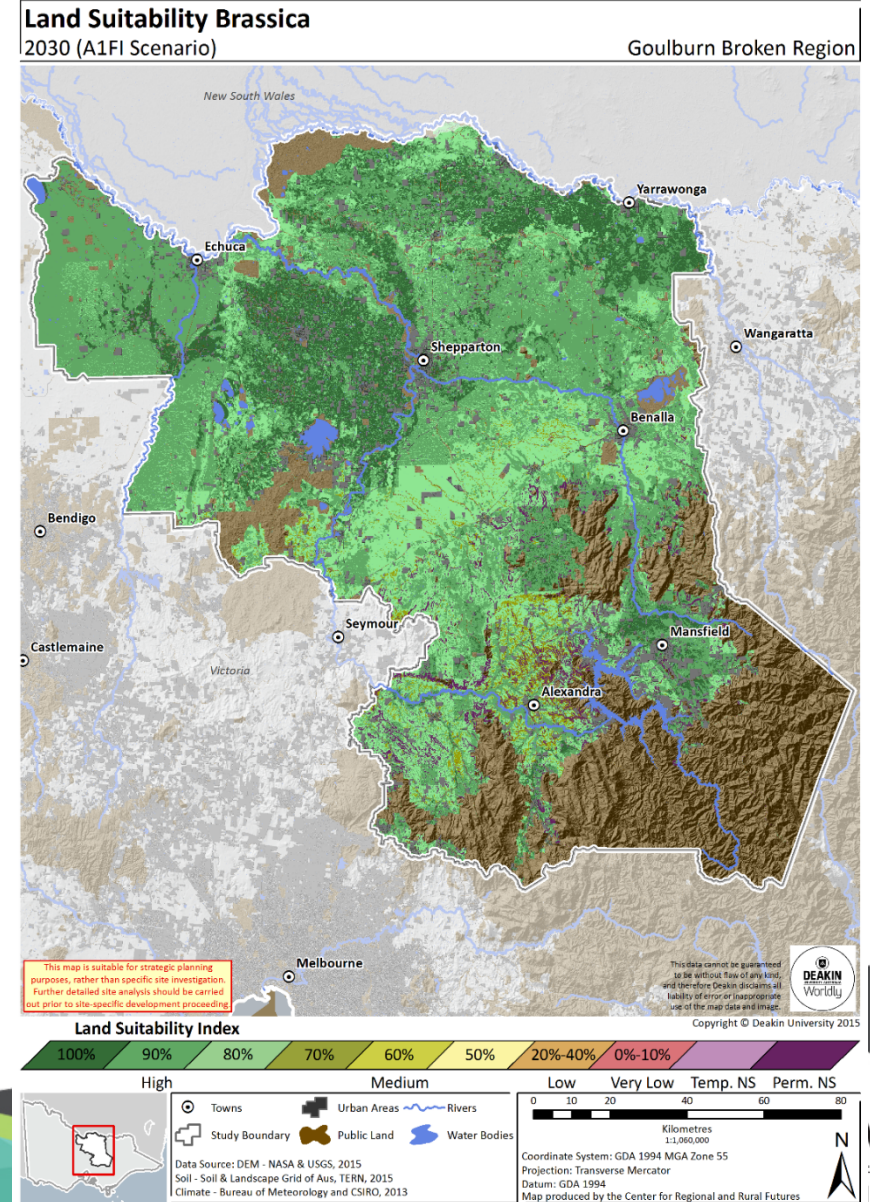 Land Suitability Brassica
2030 (A1FI Scenario)
Goulburn Broken Region
New South Wales
Yarrawonga
Echuca
Wangaratta
Shepparton
Benalla
Bendigo
Seymour
Mansfield
Castlemaine
Victoria
Alexandra
Melbourne
This map is suitable for strategic planning
purposes, rather than specific site investigation.
Further detailed site analysis should be carried
out prior to site-specific development proceeding.
This data cannot be guaranteed
to be without flaw of any kind,
and therefore Deakin disclaims all
liability of error or inappropriate
use of the map date and image.
DEAKIN
Worldly
Copyright © Deakin University 2015
Land Suitability Index
100% 90% 80% 70% 60% 50% 20%-40% 0%-10%
High Medium Low Very Low Temp. NS Perm. NS
Towns Urban Areas Rivers
Study Boundary Public Land Water Bodies
Data Source: DEM - NASA & USGS, 2015
Soil - Soil & Landscape Grid of Aus, TERN, 2015
Climate - Bureau of Meteorology and CSIRO, 2013
0 10 20 40 60 80
Kilometres
1:1,060,000
N
Coordinate System: GDA 1994 MGA Zone 55
Projection: Transverse Mercator
Datum: GDA 1994
Map produced by the Center for Regional and Rural Futures